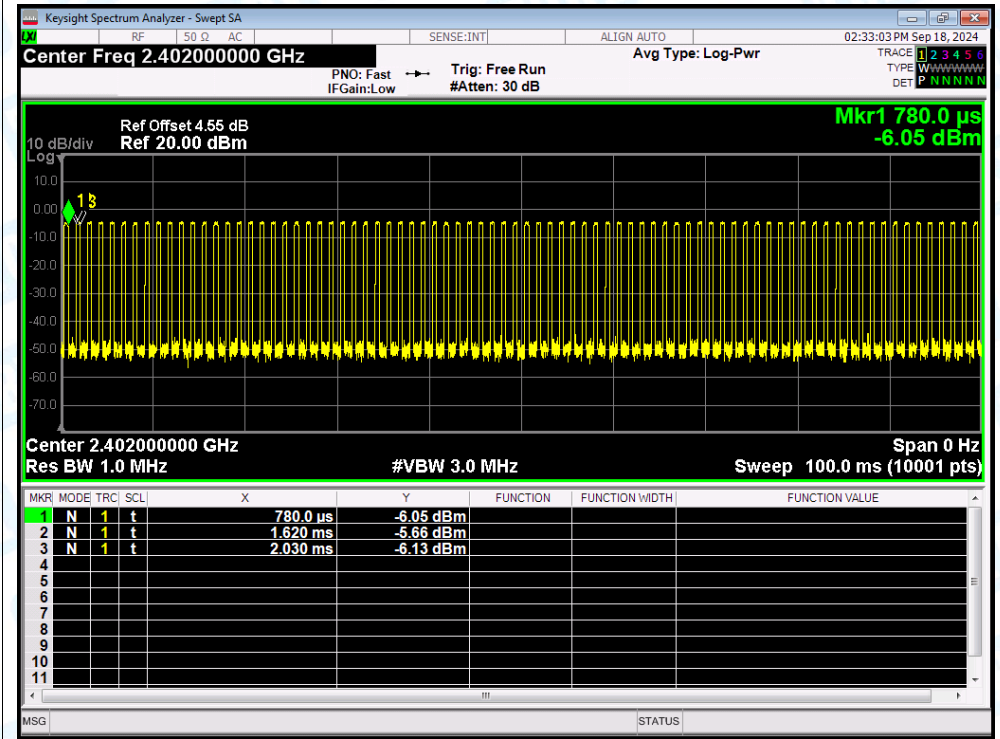 Keysight Spectrum Analyzer - Swept SA
LXI RF 50 Ω AC SENSE:INT ALIGN AUTO 02:33:03 PM Sep 18, 2024
Center Freq 2.402000000 GHz Avg Type: Log-Pwr TRACE 1 2 3 4 5 6
PNO: Fast Trig: Free Run TYPE WWWWWW
IFGain:Low #Atten: 30 dB DET P N N N N N
Mkr1 780.0 µs
Ref Offset 4.55 dB
10 dB/div Ref 20.00 dBm -6.05 dBm
Log
10.0
1 3
0.00
-10.0
-20.0
-30.0
-40.0
-50.0
-60.0
-70.0
Center 2.402000000 GHz Span 0 Hz
Res BW 1.0 MHz #VBW 3.0 MHz Sweep 100.0 ms (10001 pts)
MKR MODE TRC SCL X Y FUNCTION FUNCTION WIDTH FUNCTION VALUE
1 N 1 t 780.0 µs -6.05 dBm
2 N 1 t 1.620 ms -5.66 dBm
3 N 1 t 2.030 ms -6.13 dBm
4
5
6
7
8
9
10
11
MSG STATUS